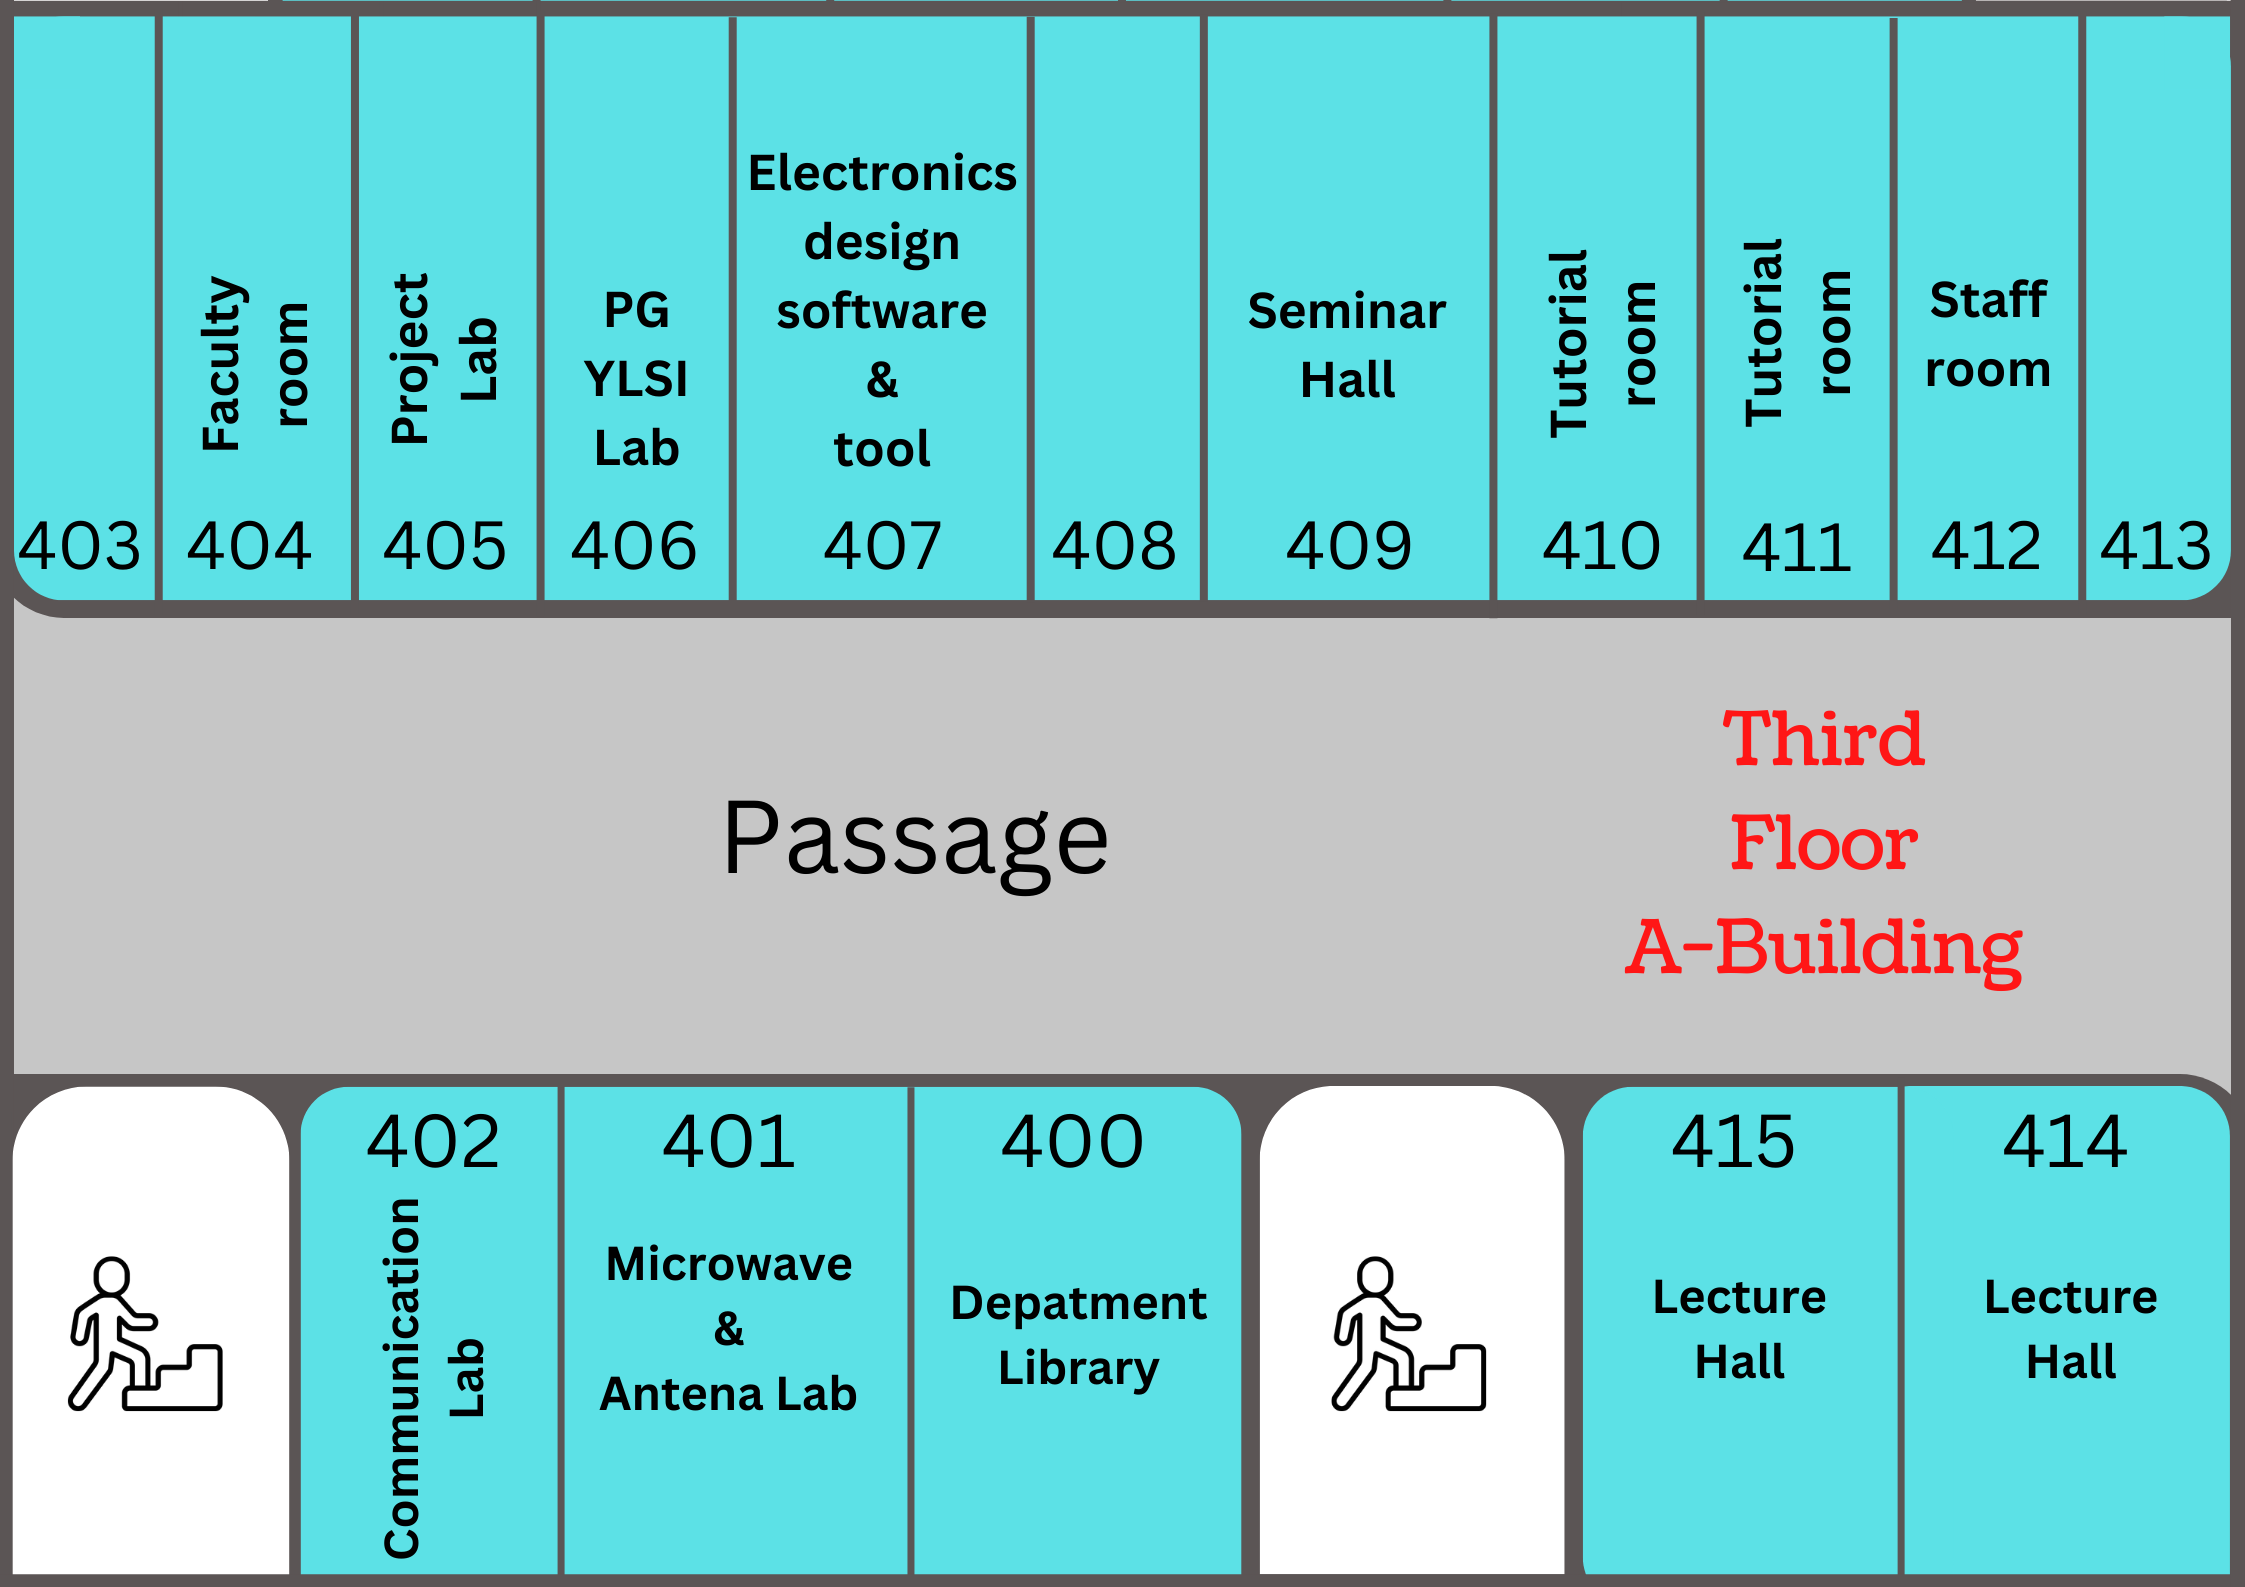 403
Faculty
room
404
Project
Lab
405
PG
YLSI
Lab
406
Electronics
design
software
&
tool
407
408
Seminar
Hall
409
Tutorial
room
410
Tutorial
room
411
Staff
room
412
413
Passage
Third
Floor
A-Building
402
Communication
Lab
401
Microwave
&
Antena Lab
400
Depatment
Library
415
Lecture
Hall
414
Lecture
Hall